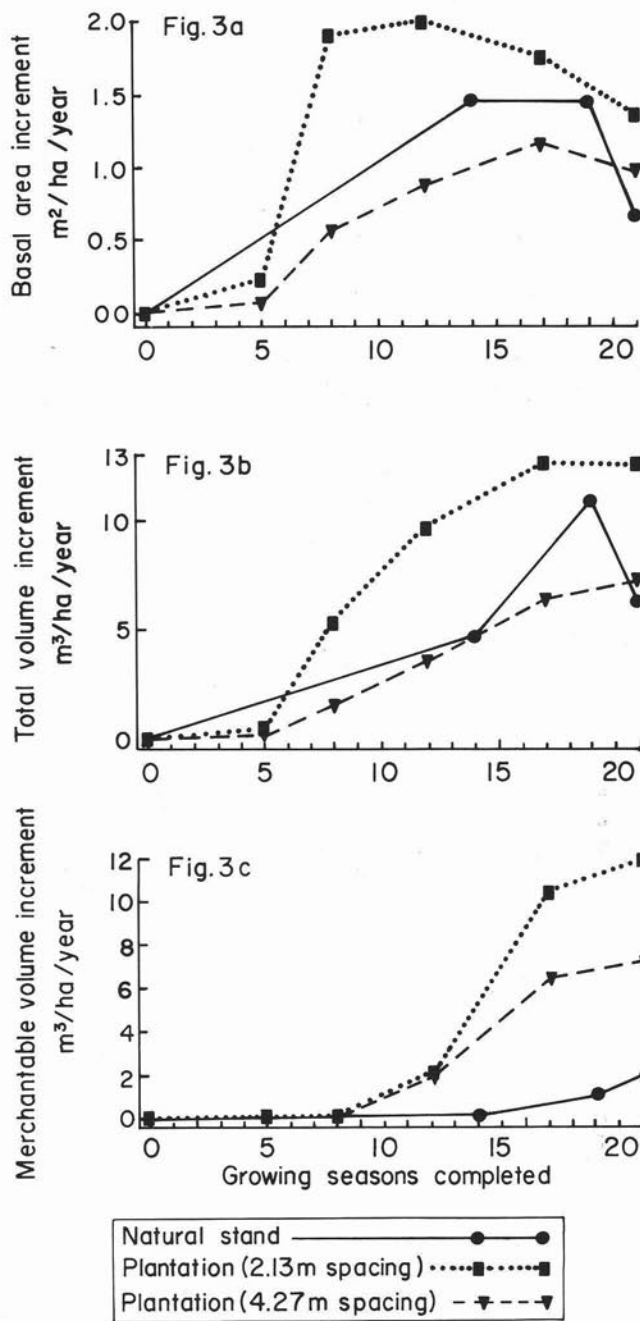 Fig. 3a
Basal area increment
m²/ha/year
2.0
1.5
1.0
0.5
0.0
0 5 10 15 20
Fig. 3b
Total volume increment
m³/ha/year
13
10
5
0
0 5 10 15 20
Fig. 3c
Merchantable volume increment
m³/ha/year
12
10
8
6
4
2
0
0 5 10 15 20
Growing seasons completed
Natural stand
Plantation (2.13m spacing)
Plantation (4.27m spacing)